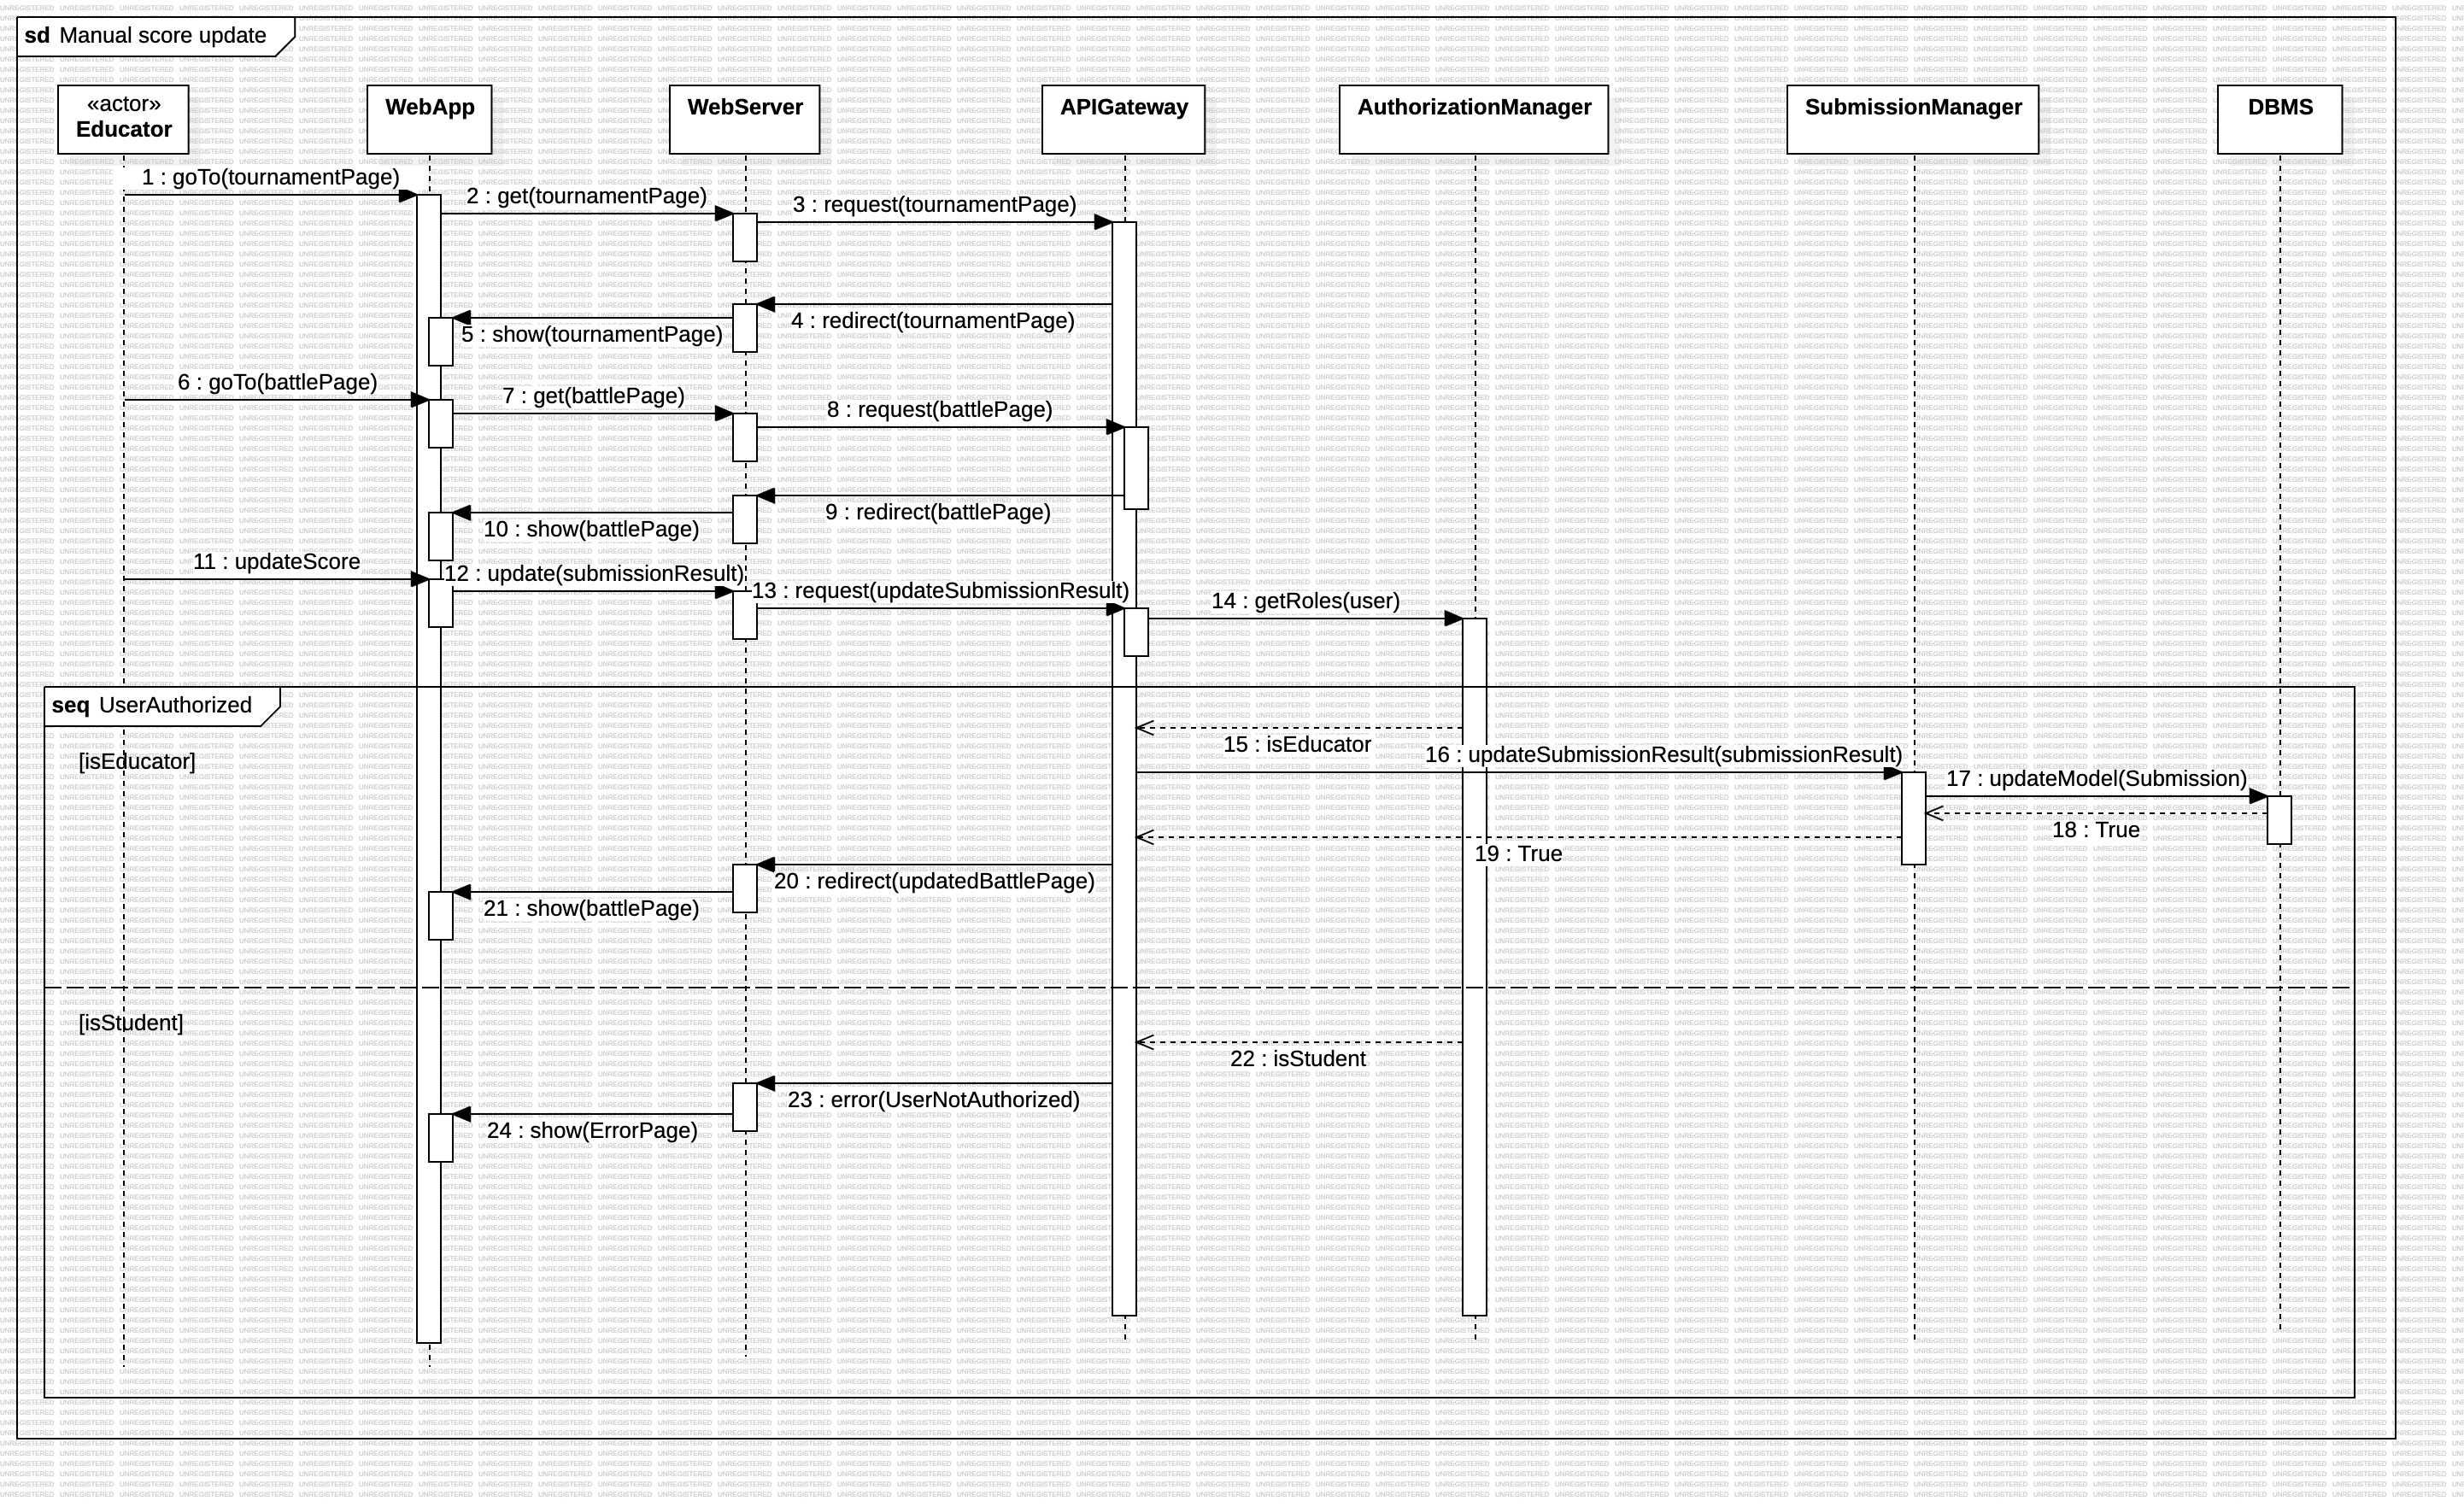 sd Manual score update
«actor»
Educator
WebApp
WebServer
APIGateway
AuthorizationManager
SubmissionManager
DBMS
1 : goTo(tournamentPage)
2 : get(tournamentPage)
3 : request(tournamentPage)
4 : redirect(tournamentPage)
5 : show(tournamentPage)
6 : goTo(battlePage)
7 : get(battlePage)
8 : request(battlePage)
9 : redirect(battlePage)
10 : show(battlePage)
11 : updateScore
12 : update(submissionResult)
13 : request(updateSubmissionResult)
14 : getRoles(user)
seq UserAuthorized
[isEducator]
15 : isEducator
16 : updateSubmissionResult(submissionResult)
17 : updateModel(Submission)
18 : True
19 : True
20 : redirect(updatedBattlePage)
21 : show(battlePage)
[isStudent]
22 : isStudent
23 : error(UserNotAuthorized)
24 : show(ErrorPage)
UNREGISTERED